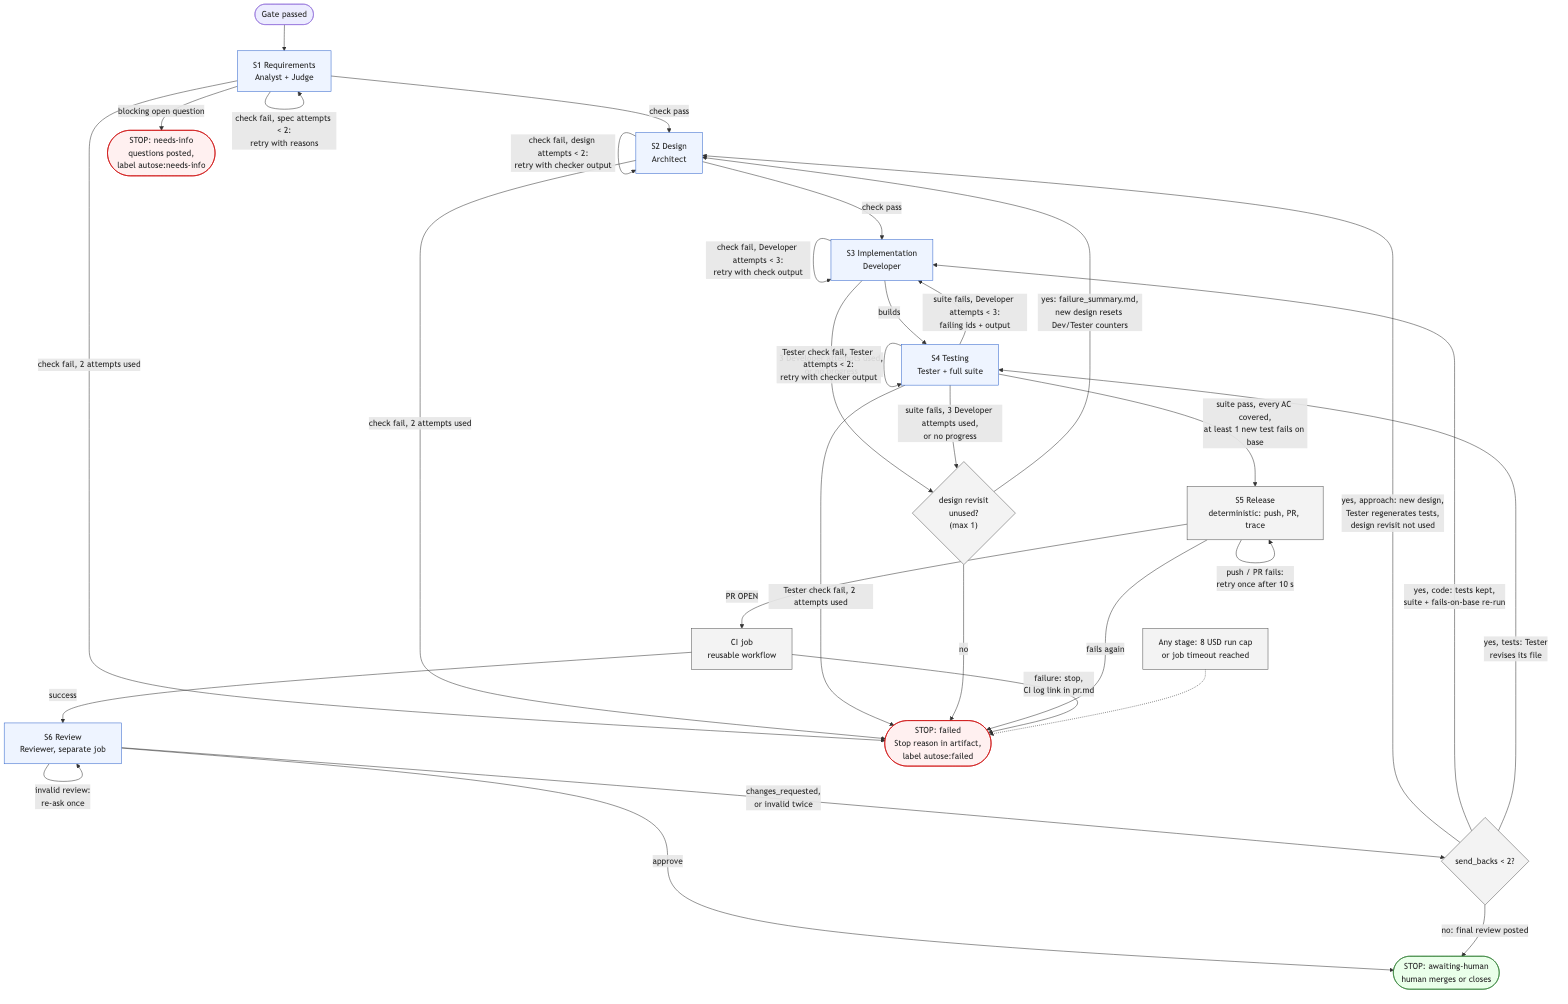 Gate passed
S1 Requirements
Analyst + Judge
blocking open question
check pass
check fail, spec attempts
< 2:
retry with reasons
STOP: needs-info
questions posted,
label autose:needs-info
check fail, design
attempts < 2:
retry with checker output
S2 Design
Architect
check pass
check fail, Developer
attempts < 3:
retry with check output
S3 Implementation
Developer
builds
suite fails, Developer
attempts < 3:
failing ids + output
yes: failure_summary.md,
new design resets
Dev/Tester counters
check fail, 2 attempts used
Tester check fail, Tester
attempts < 2:
retry with checker output
S4 Testing
Tester + full suite
check fail, 2 attempts used
suite fails, 3 Developer
attempts used,
or no progress
suite pass, every AC
covered,
at least 1 new test fails on
base
design revisit
unused?
(max 1)
S5 Release
deterministic: push, PR,
trace
yes, approach: new design,
Tester regenerates tests,
design revisit not used
push / PR fails:
retry once after 10 s
PR OPEN
Tester check fail, 2
attempts used
yes, code: tests kept,
suite + fails-on-base re-run
CI job
reusable workflow
no
fails again
Any stage: 8 USD run cap
or job timeout reached
yes, tests: Tester
revises its file
success
failure: stop,
CI log link in pr.md
S6 Review
Reviewer, separate job
STOP: failed
Stop reason in artifact,
label autose:failed
invalid review:
re-ask once
changes_requested,
or invalid twice
approve
send_backs < 2?
no: final review posted
STOP: awaiting-human
human merges or closes